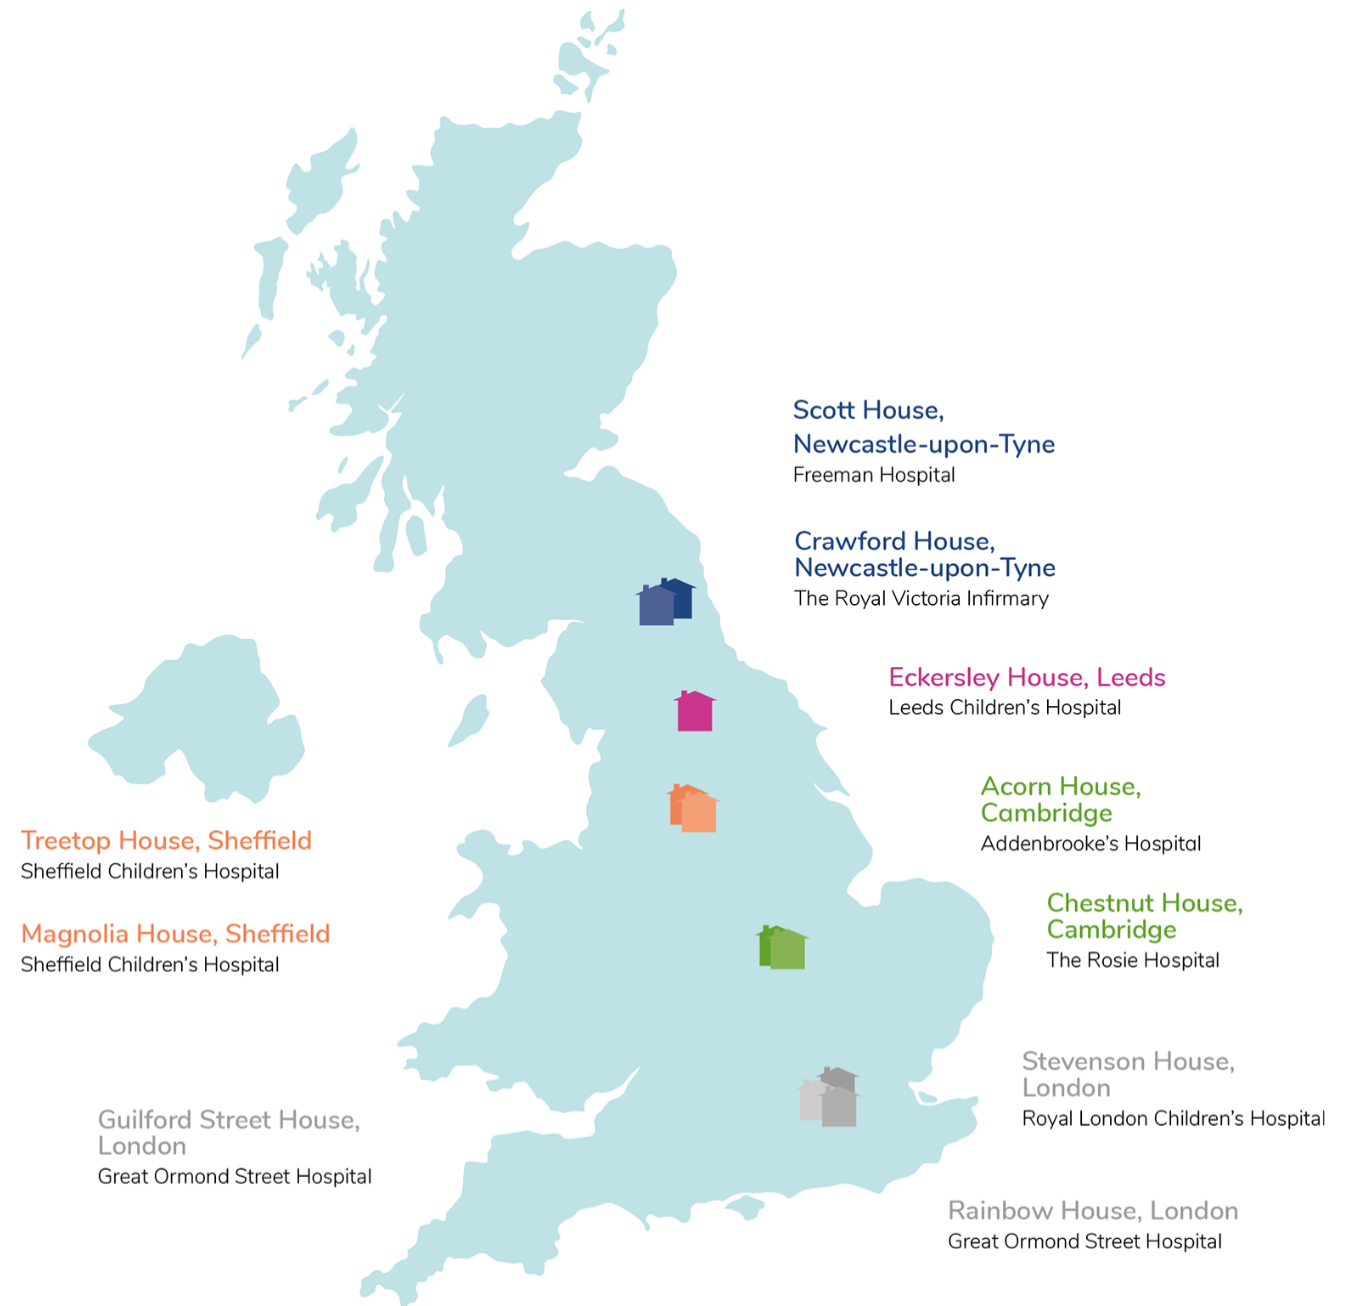 Scott House,
Newcastle-upon-Tyne
Freeman Hospital
Crawford House,
Newcastle-upon-Tyne
The Royal Victoria Infirmary
Eckersley House, Leeds
Leeds Children’s Hospital
Acorn House,
Cambridge
Addenbrooke’s Hospital
Treetop House, Sheffield
Sheffield Children’s Hospital
Chestnut House,
Cambridge
The Rosie Hospital
Magnolia House, Sheffield
Sheffield Children’s Hospital
Stevenson House,
London
Royal London Children’s Hospital
Guilford Street House,
London
Great Ormond Street Hospital
Rainbow House, London
Great Ormond Street Hospital